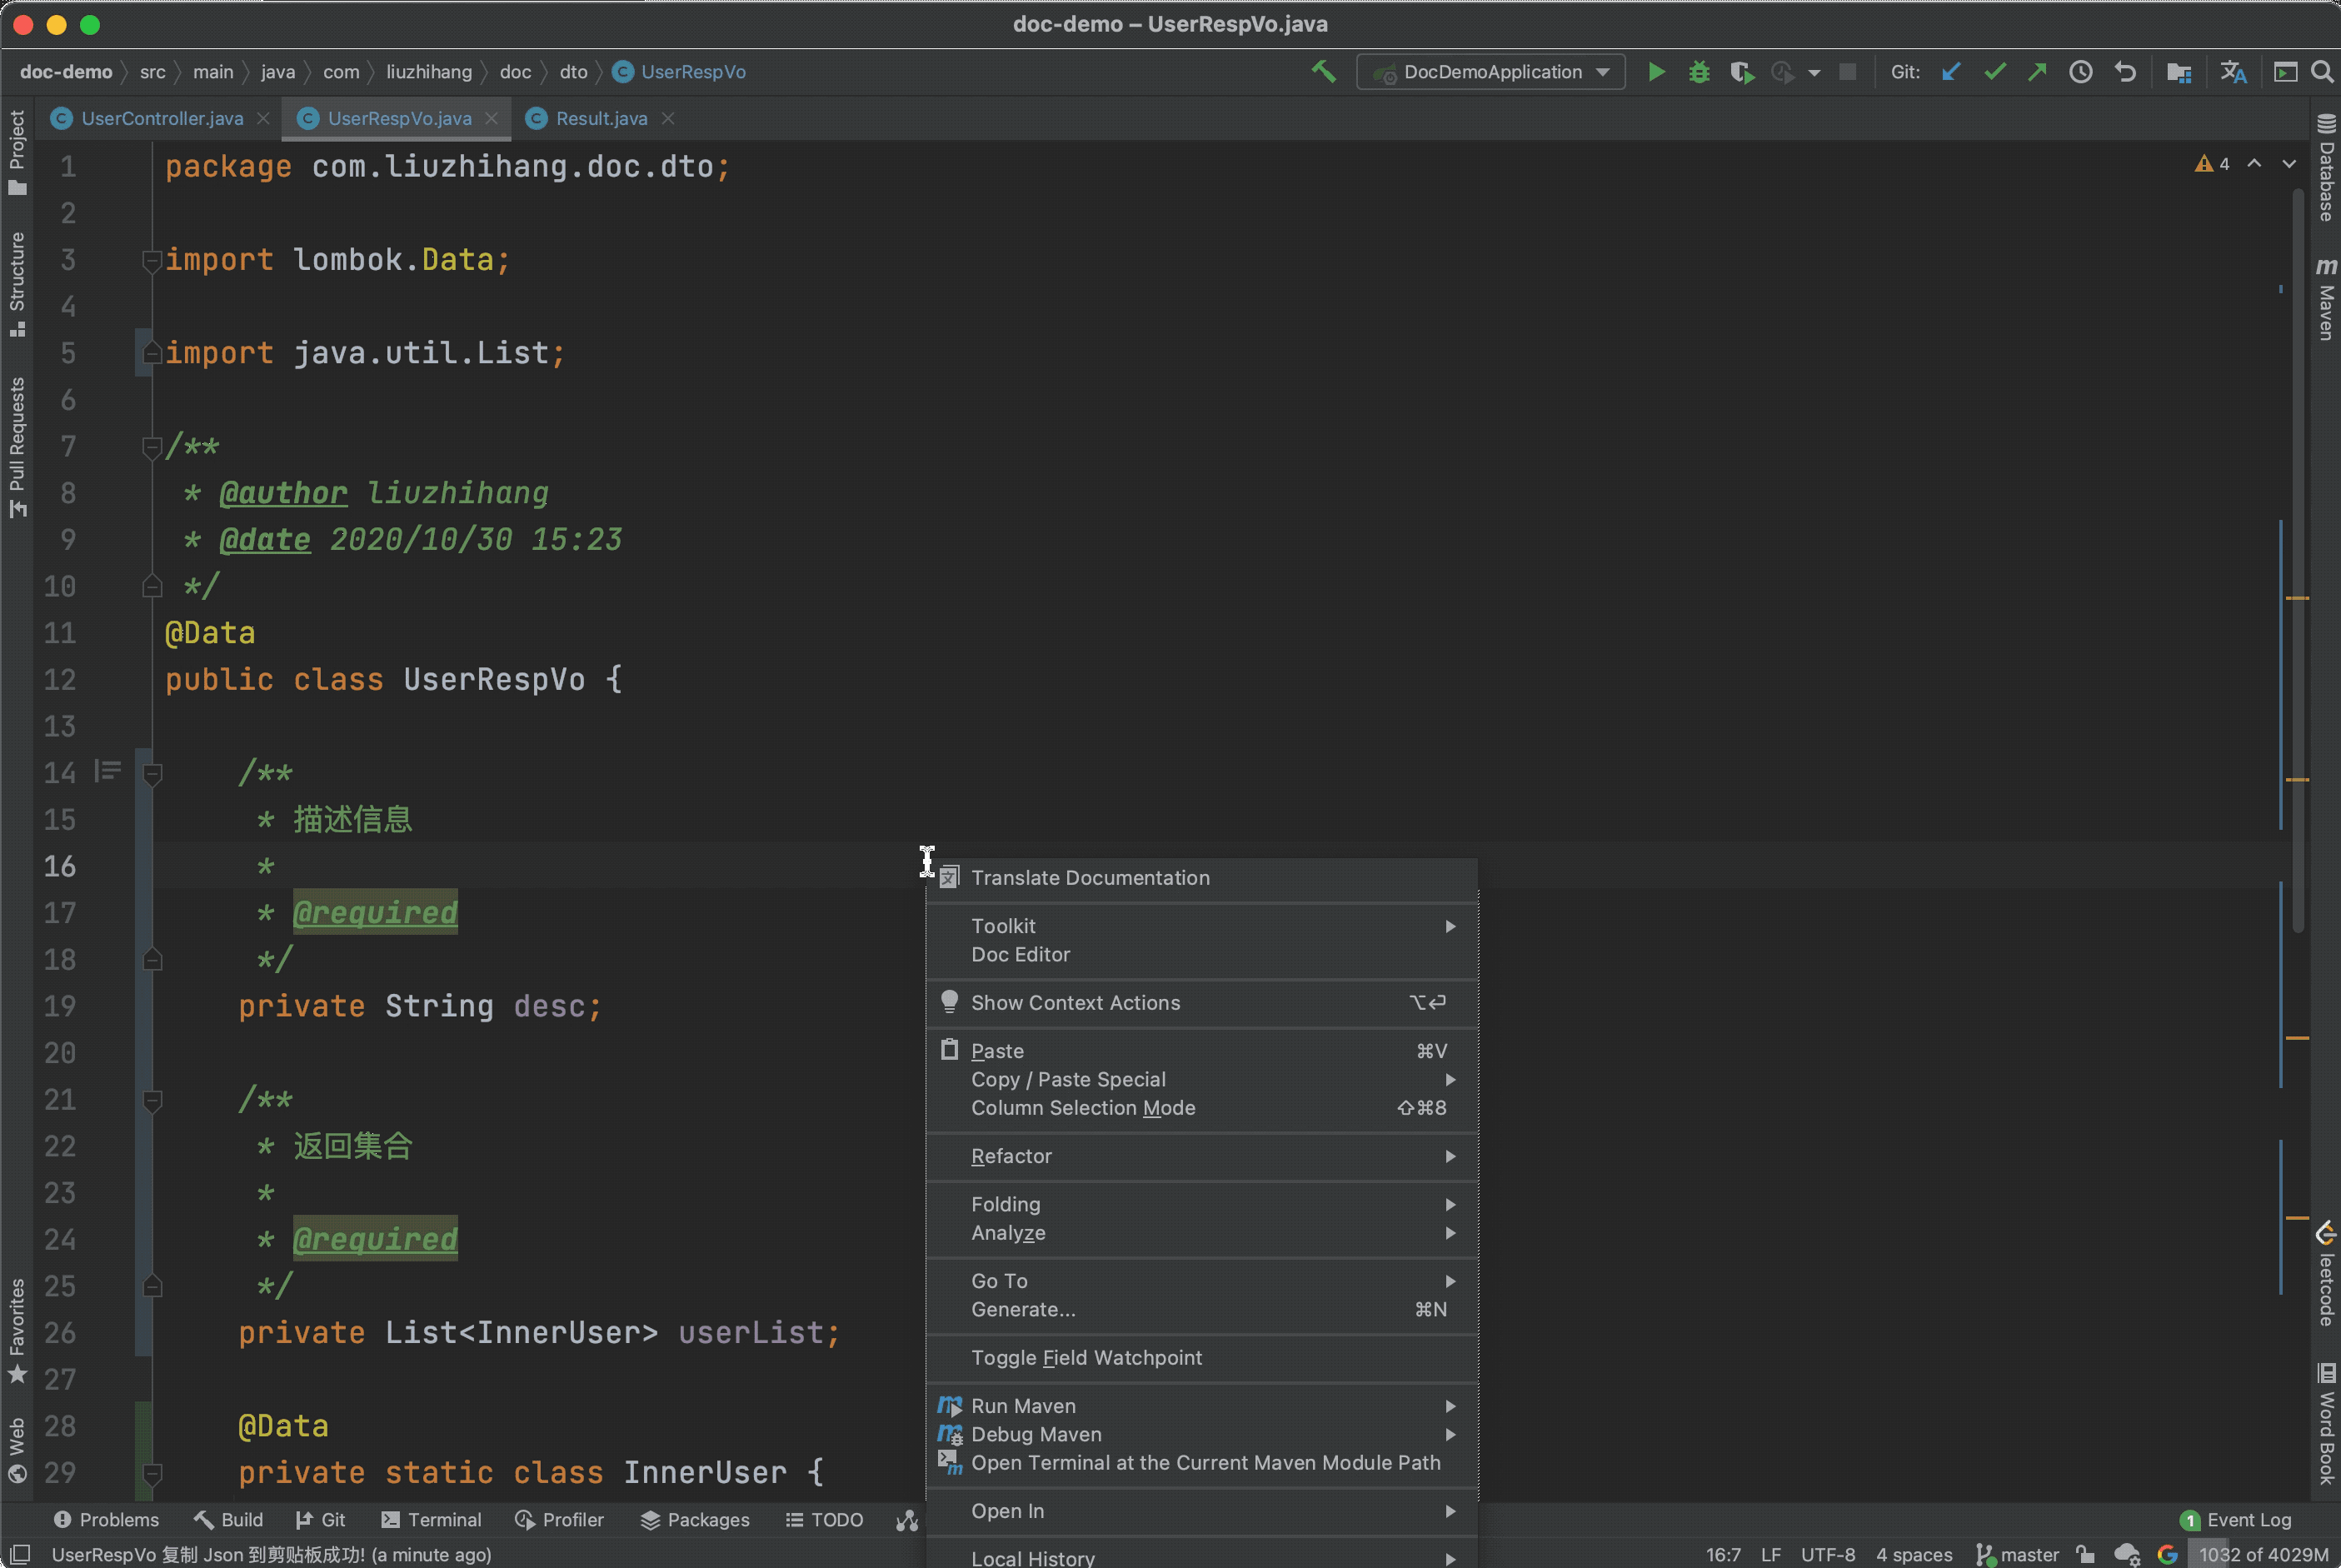 doc-demo – UserRespVo.java
doc-demo src main java com liuzhihang doc dto UserRespVo
DocDemoApplication
Git:
UserController.java
UserRespVo.java
Result.java
Project
Structure
Pull Requests
Favorites
Web
4
1 package com.liuzhihang.doc.dto;
2
3 import lombok.Data;
4
5 import java.util.List;
6
7 /**
8 * @author liuzhihang
9 * @date 2020/10/30 15:23
10 */
11 @Data
12 public class UserRespVo {
13
14 /**
15 * 描述信息
16 *
17 * @required
18 */
19 private String desc;
20
21 /**
22 * 返回集合
23 *
24 * @required
25 */
26 private List<InnerUser> userList;
27
28 @Data
29 private static class InnerUser {
Translate Documentation
Toolkit
Doc Editor
Show Context Actions ⌥⏎
Paste ⌘V
Copy / Paste Special
Column Selection Mode ⇧⌘8
Refactor
Folding
Analyze
Go To
Generate... ⌘N
Toggle Field Watchpoint
Run Maven
Debug Maven
Open Terminal at the Current Maven Module Path
Open In
Local History
Database
Maven
leetcode
Word Book
Problems Build Git Terminal Profiler Packages TODO
1 Event Log
UserRespVo 复制 Json 到剪贴板成功! (a minute ago)
16:7 LF UTF-8 4 spaces master 1032 of 4029M